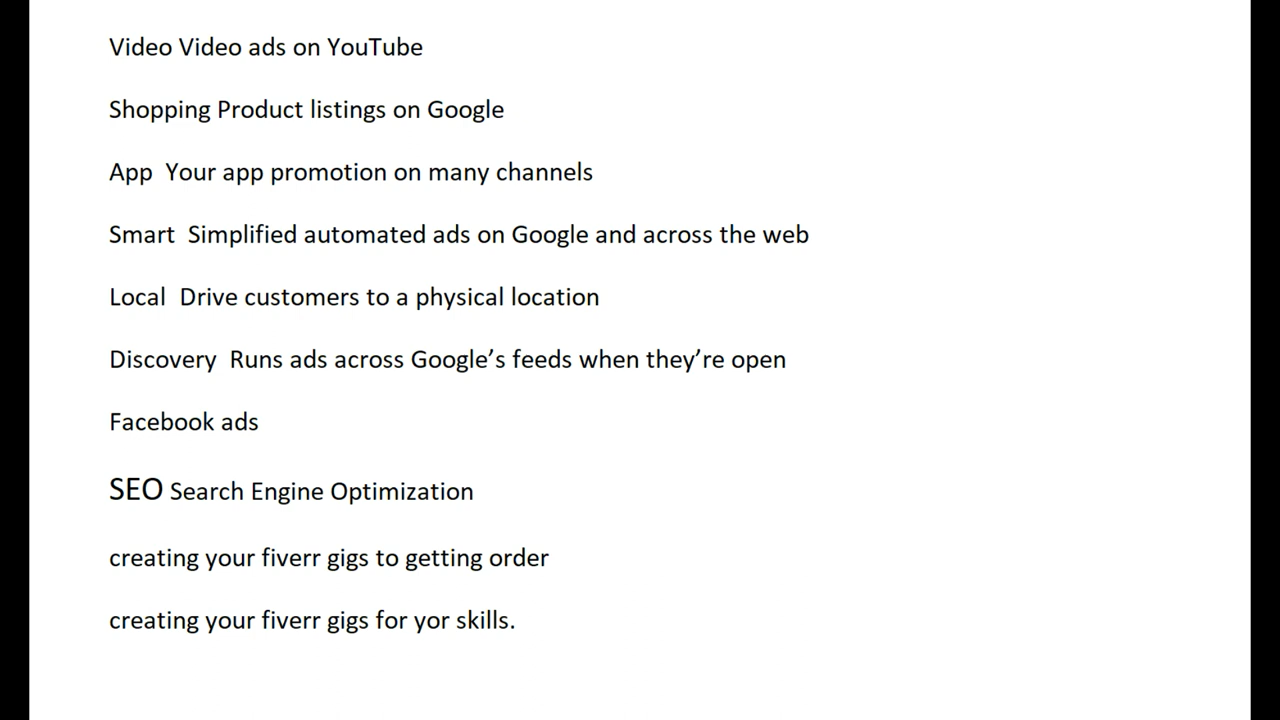 Video Video ads on YouTube
Shopping Product listings on Google
App  Your app promotion on many channels
Smart  Simplified automated ads on Google and across the web
Local  Drive customers to a physical location
Discovery  Runs ads across Google’s feeds when they’re open
Facebook ads
SEO Search Engine Optimization
creating your fiverr gigs to getting order
creating your fiverr gigs for yor skills.